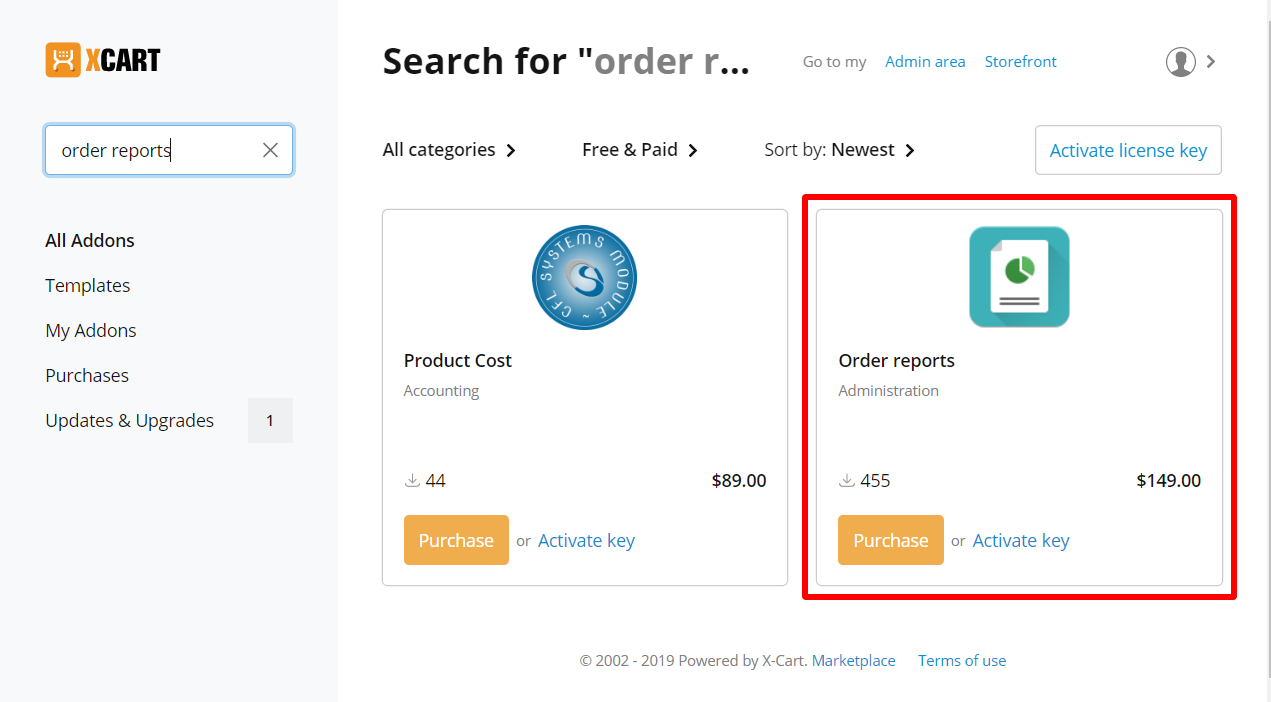 XCART
order reports
All Addons
Templates
My Addons
Purchases
Updates & Upgrades 1
Search for "order r...
Go to my Admin area Storefront
All categories Free & Paid Sort by: Newest Activate license key
CFL SYSTEMS MODULE ~
Product Cost
Accounting
44 $89.00
Purchase or Activate key
Order reports
Administration
455 $149.00
Purchase or Activate key
© 2002 - 2019 Powered by X-Cart. Marketplace Terms of use